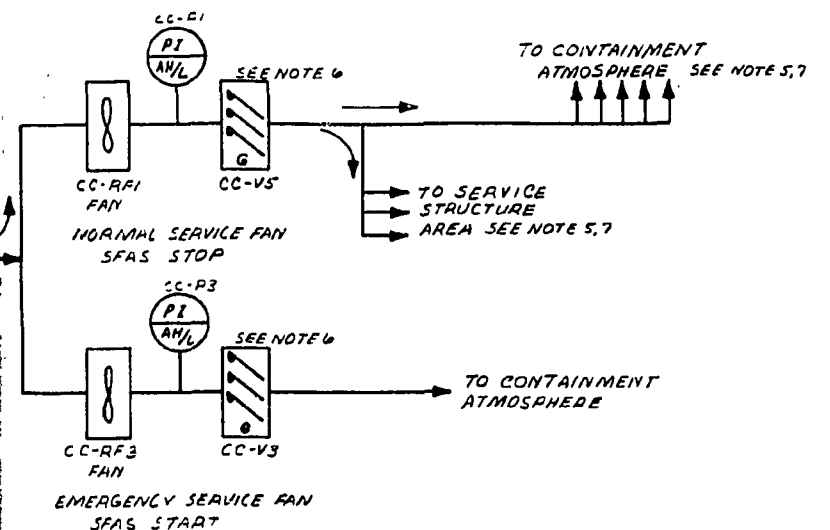 CC-P1
PI
AH/L
SEE NOTE 6
G
CC-RF1
FAN
CC-V5
NORMAL SERVICE FAN
SFAS STOP
TO CONTAINMENT
ATMOSPHERE SEE NOTE 5,7
TO SERVICE
STRUCTURE
AREA SEE NOTE 5,7
CC-P3
PI
AH/L
SEE NOTE 6
CC-RF3
FAN
CC-V3
EMERGENCY SERVICE FAN
SFAS START
TO CONTAINMENT
ATMOSPHERE